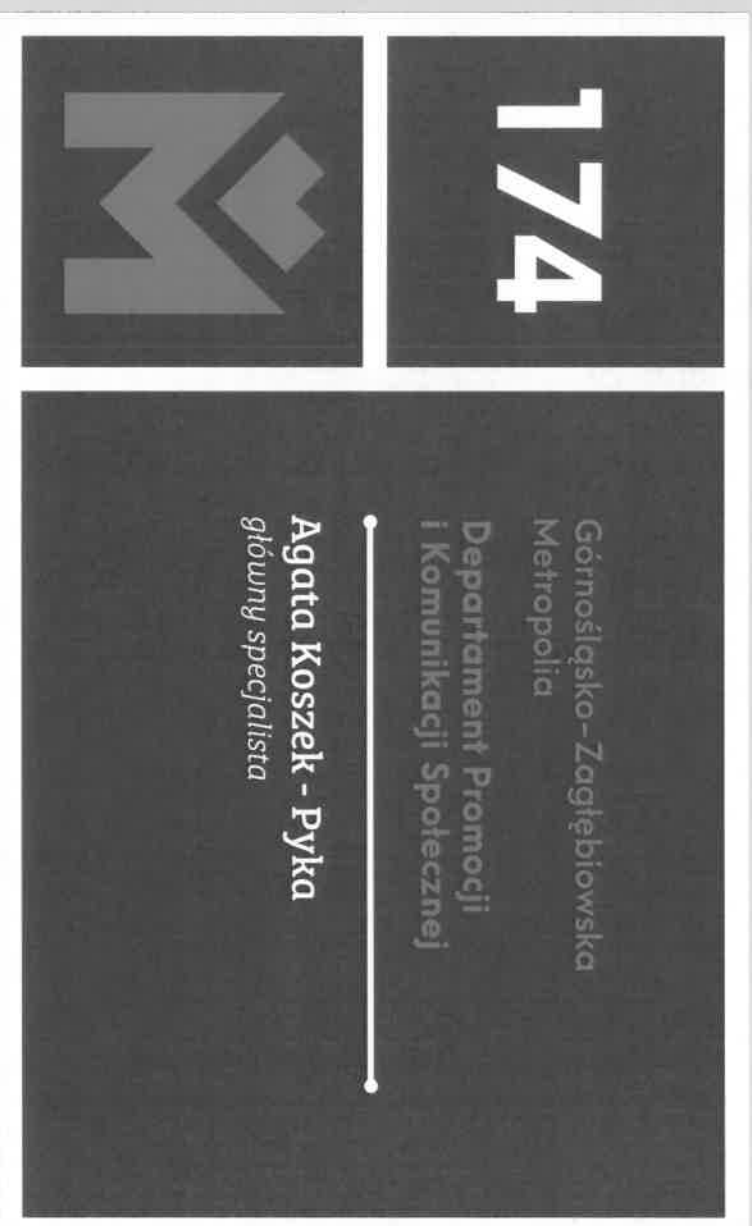 174
Górnośląsko-Zagłębiowska
Metropolia
Departament Promocji
i Komunikacji Społecznej
Agata Koszek - Pyka
główny specjalista